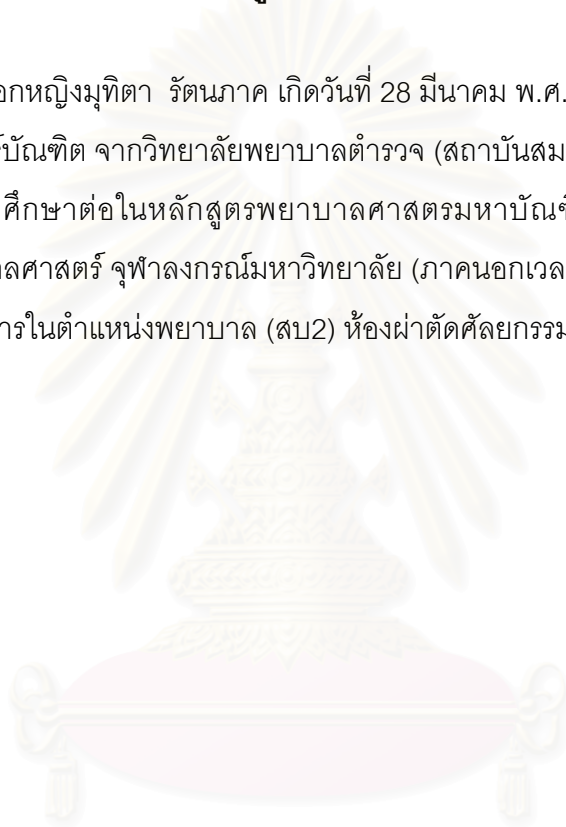 อกหญิงมุทิตา รัตนภาค เกิดวันที่ 28 มีนาคม พ.ศ.
์บัณฑิต จากวิทยาลัยพยาบาลตำรวจ (สถาบันสม
ศึกษาต่อในหลักสูตรพยาบาลศาสตรมหาบัณฑ
ลศาสตร์ จุฬาลงกรณ์มหาวิทยาลัย (ภาคนอกเวล
ารในตำแหน่งพยาบาล (สบ2) ห้องผ่าตัดศัลยกรรม